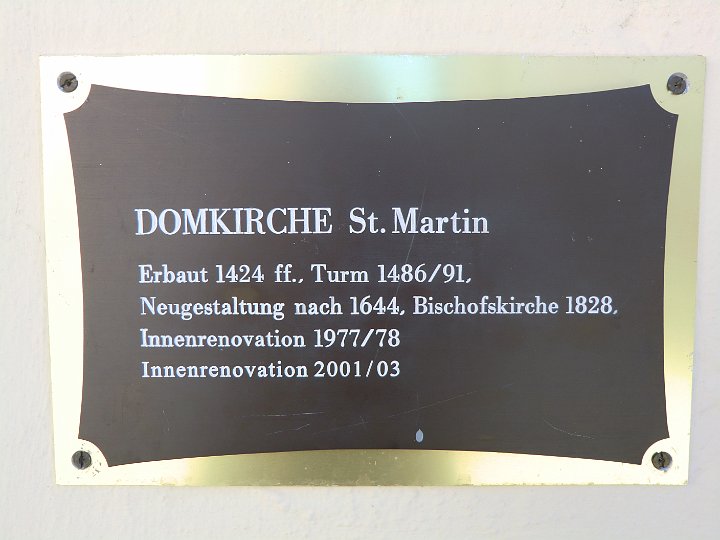 DOMKIRCHE St. Martin
Erbaut 1424 ff., Turm 1486/91,
Neugestaltung nach 1644, Bischofskirche 1828,
Innenrenovation 1977/78
Innenrenovation 2001/03